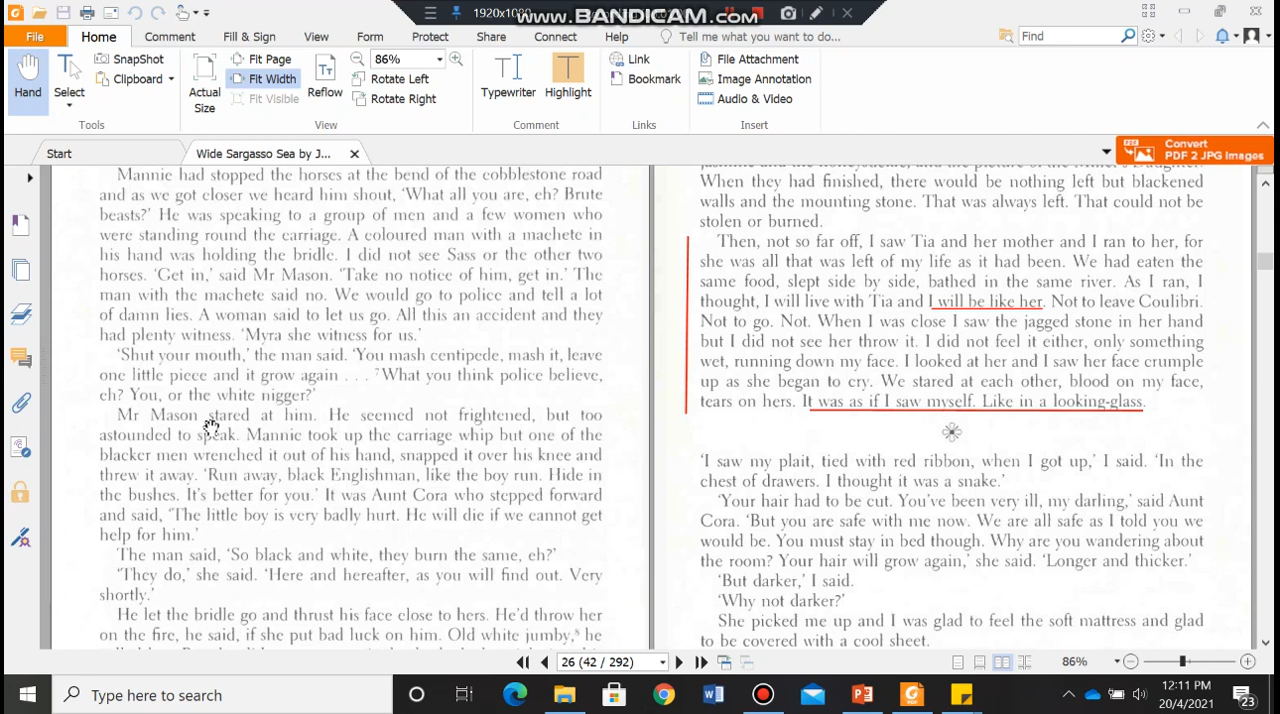 1920x1080
www.BANDICAM.com
File Home Comment Fill & Sign View Form Protect Share Connect Help Tell me what you want to do... Find
Hand
Select
SnapShot
Clipboard
Tools
Actual Size
Fit Page
Fit Width
Fit Visible
Reflow
86%
Rotate Left
Rotate Right
View
Typewriter
Highlight
Comment
Link
Bookmark
Links
File Attachment
Image Annotation
Audio & Video
Insert
Start
Wide Sargasso Sea by J...
Convert
PDF 2 JPG Images
Mannie had stopped the horses at the bend of the cobblestone road
and as we got closer we heard him shout, ‘What all you are, eh? Brute
beasts?’ He was speaking to a group of men and a few women who
were standing round the carriage. A coloured man with a machete in
his hand was holding the bridle. I did not see Sass or the other two
horses. ‘Get in,’ said Mr Mason. ‘Take no notice of him, get in.’ The
man with the machete said no. We would go to police and tell a lot
of damn lies. A woman said to let us go. All this an accident and they
had plenty witness. ‘Myra she witness for us.’
‘Shut your mouth,’ the man said. ‘You mash centipede, mash it, leave
one little piece and it grow again . . . ⁷What you think police believe,
eh? You, or the white nigger?’
Mr Mason stared at him. He seemed not frightened, but too
astounded to speak. Mannie took up the carriage whip but one of the
blacker men wrenched it out of his hand, snapped it over his knee and
threw it away. ‘Run away, black Englishman, like the boy run. Hide in
the bushes. It’s better for you.’ It was Aunt Cora who stepped forward
and said, ‘The little boy is very badly hurt. He will die if we cannot get
help for him.’
The man said, ‘So black and white, they burn the same, eh?’
‘They do,’ she said. ‘Here and hereafter, as you will find out. Very
shortly.’
He let the bridle go and thrust his face close to hers. He’d throw her
on the fire, he said, if she put bad luck on him. Old white jumby,⁸ he
When they had finished, there would be nothing left but blackened
walls and the mounting stone. That was always left. That could not be
stolen or burned.
Then, not so far off, I saw Tia and her mother and I ran to her, for
she was all that was left of my life as it had been. We had eaten the
same food, slept side by side, bathed in the same river. As I ran, I
thought, I will live with Tia and I will be like her. Not to leave Coulibri.
Not to go. Not. When I was close I saw the jagged stone in her hand
but I did not see her throw it. I did not feel it either, only something
wet, running down my face. I looked at her and I saw her face crumple
up as she began to cry. We stared at each other, blood on my face,
tears on hers. It was as if I saw myself. Like in a looking-glass.
‘I saw my plait, tied with red ribbon, when I got up,’ I said. ‘In the
chest of drawers. I thought it was a snake.’
‘Your hair had to be cut. You’ve been very ill, my darling,’ said Aunt
Cora. ‘But you are safe with me now. We are all safe as I told you we
would be. You must stay in bed though. Why are you wandering about
the room? Your hair will grow again,’ she said. ‘Longer and thicker.’
‘But darker,’ I said.
‘Why not darker?’
She picked me up and I was glad to feel the soft mattress and glad
to be covered with a cool sheet.
26 (42 / 292)
86%
Type here to search
12:11 PM
20/4/2021
23